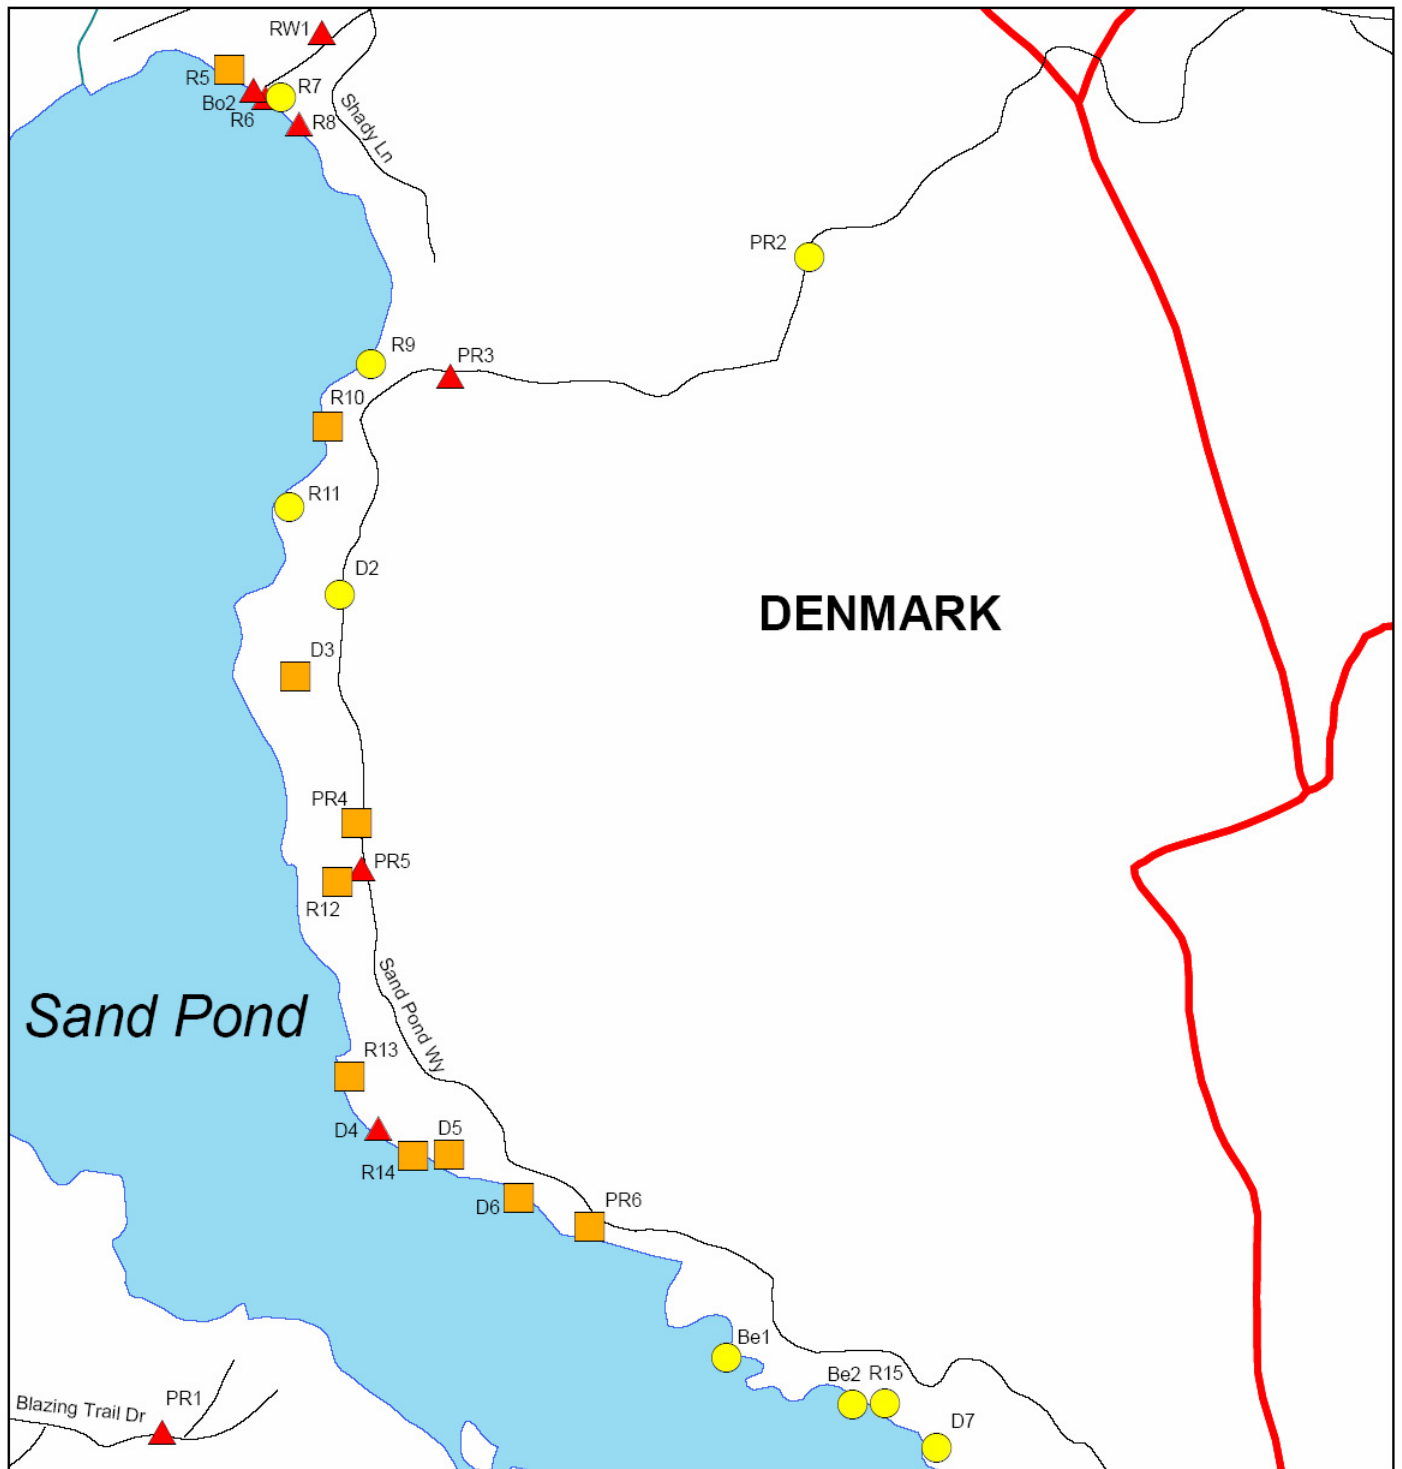 RW1
R5
R7
Bo2
R6
R8
Shady Ln
PR2
R9
PR3
R10
R11
D2
DENMARK
D3
PR4
PR5
R12
Sand Pond Wy
Sand Pond
R13
D4
D5
R14
D6
PR6
Be1
Be2
R15
PR1
Blazing Trail Dr
D7